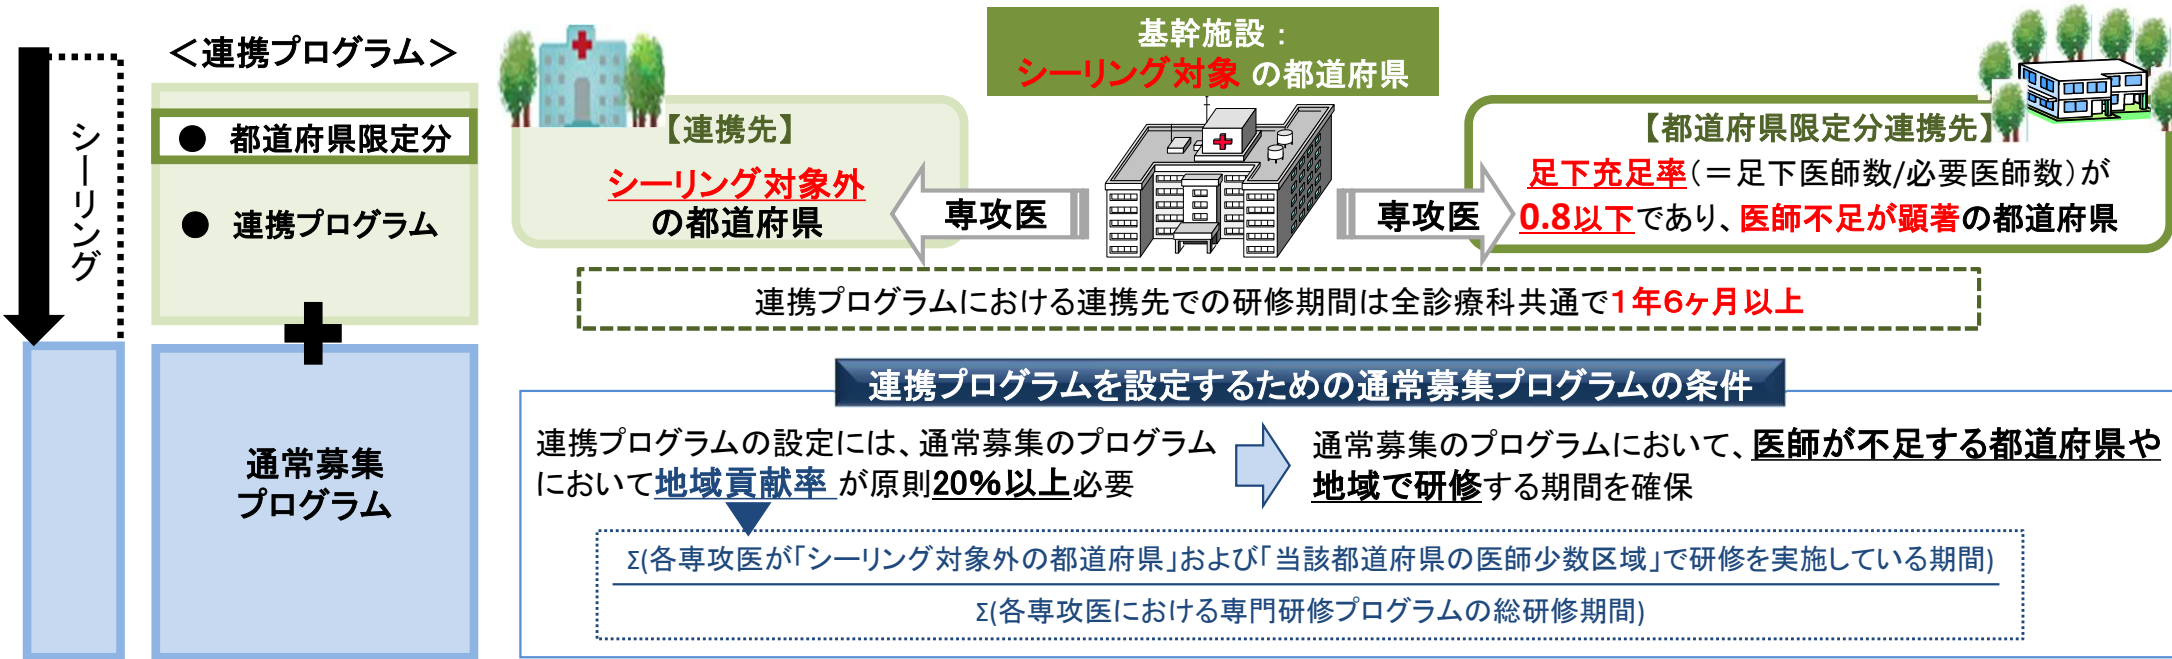 シーリング
＜連携プログラム＞
● 都道府県限定分
● 連携プログラム
通常募集
プログラム
基幹施設：
シーリング対象 の都道府県
【連携先】
シーリング対象外
の都道府県
専攻医
専攻医
【都道府県限定分連携先】
足下充足率（＝足下医師数/必要医師数）が
0.8以下であり、医師不足が顕著の都道府県
連携プログラムにおける連携先での研修期間は全診療科共通で1年6ヶ月以上
連携プログラムを設定するための通常募集プログラムの条件
連携プログラムの設定には、通常募集のプログラム
において地域貢献率 が原則20%以上必要
通常募集のプログラムにおいて、医師が不足する都道府県や
地域で研修する期間を確保
Σ(各専攻医が「シーリング対象外の都道府県」および「当該都道府県の医師少数区域」で研修を実施している期間)
Σ(各専攻医における専門研修プログラムの総研修期間)